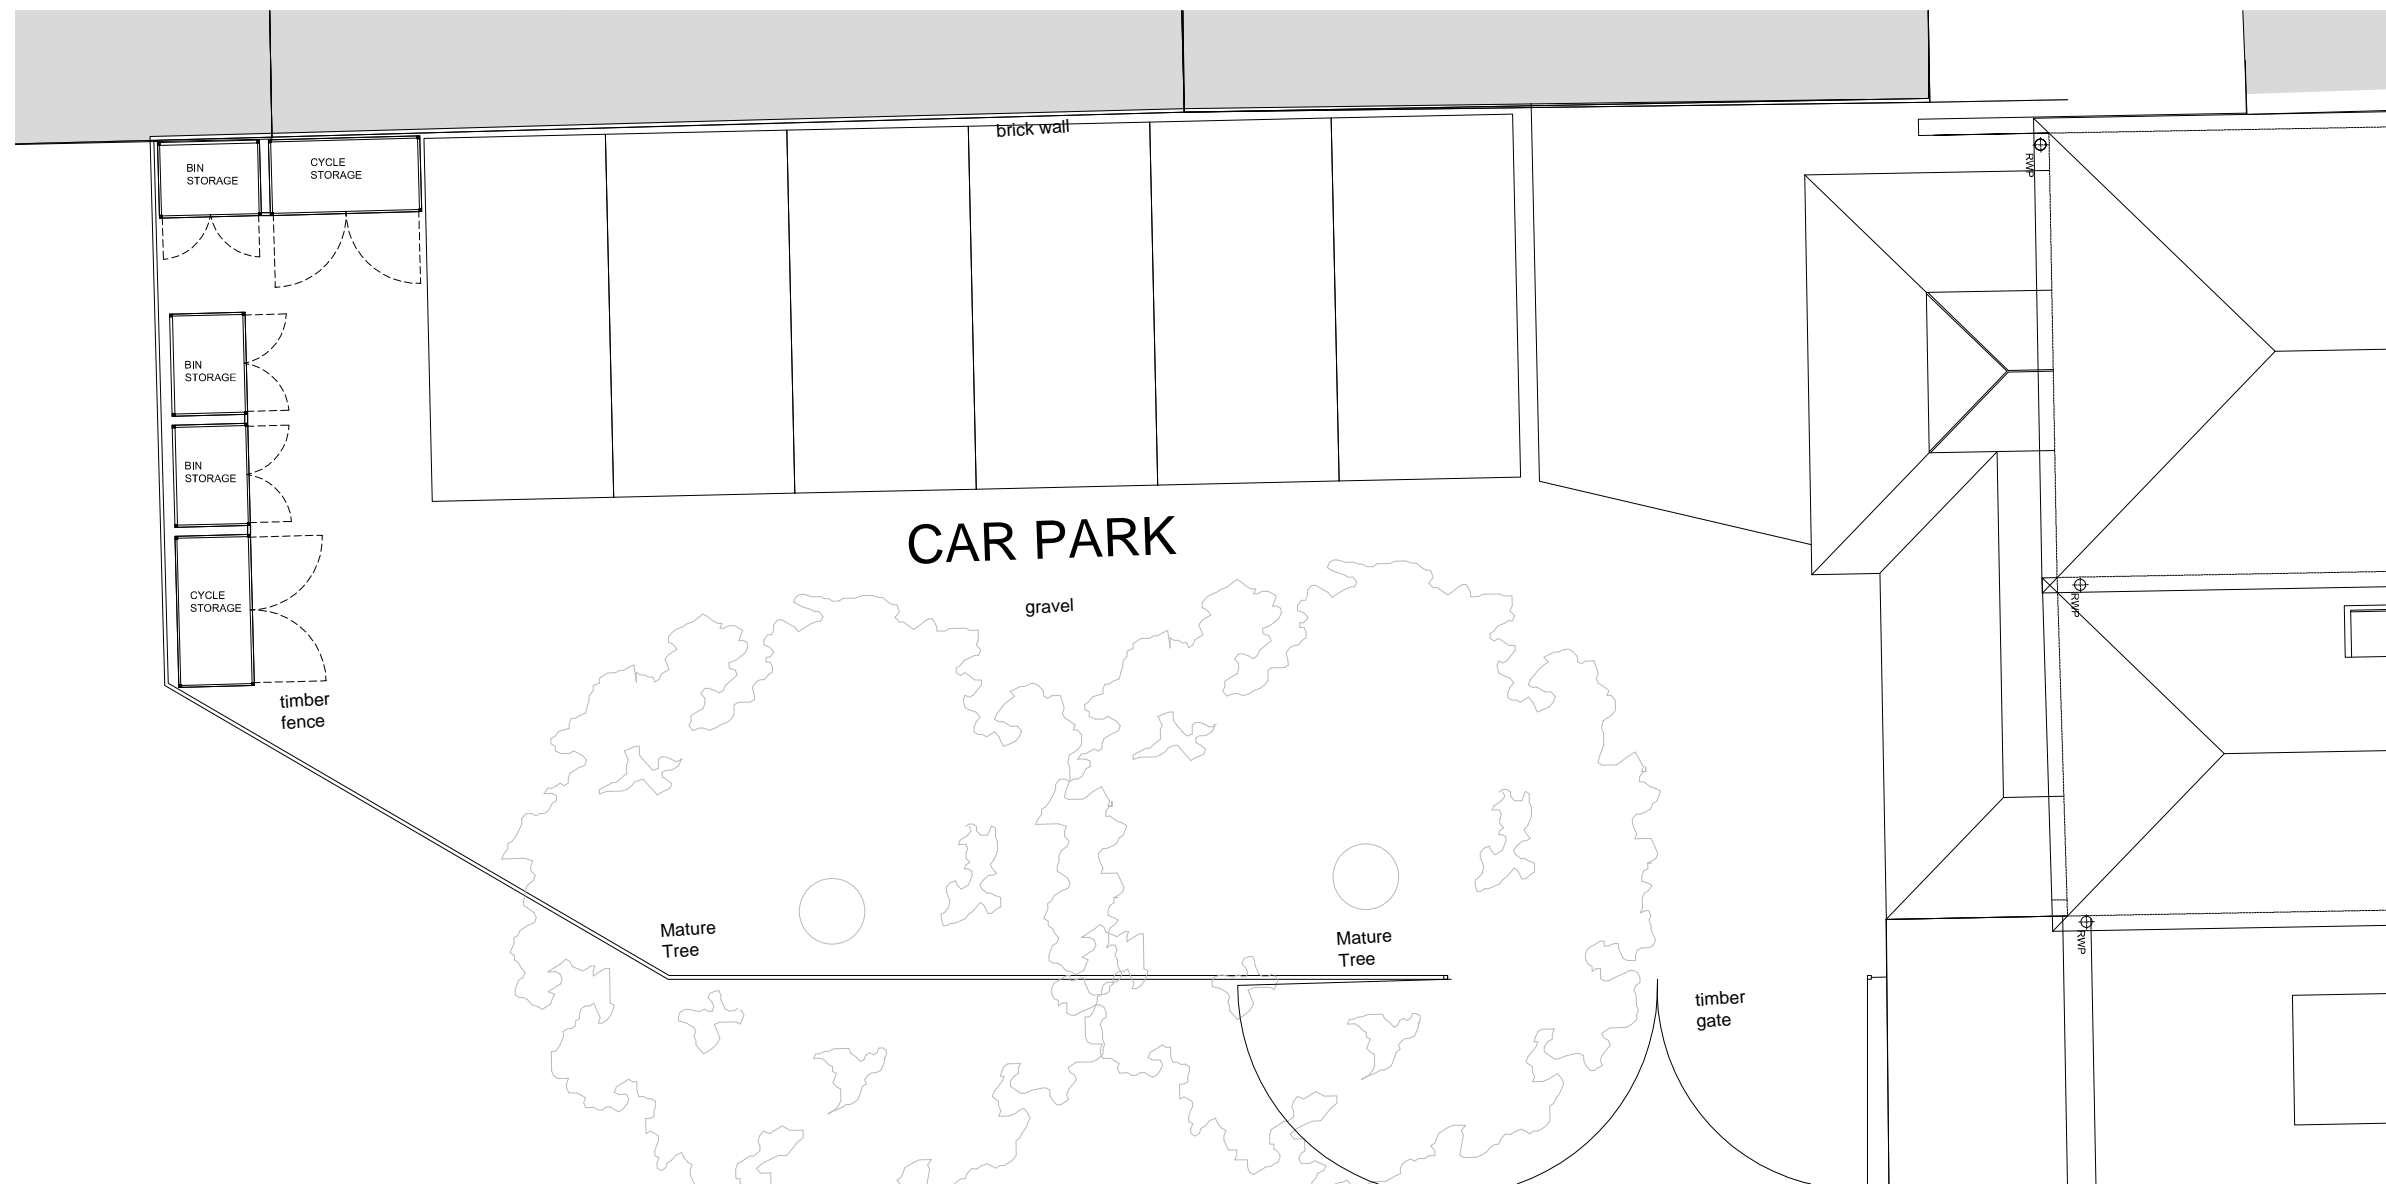 brick wall
BIN
STORAGE
CYCLE
STORAGE
RWP
BIN
STORAGE
BIN
STORAGE
CAR PARK
gravel
CYCLE
STORAGE
RWP
timber
fence
Mature
Tree
Mature
Tree
RWP
timber
gate